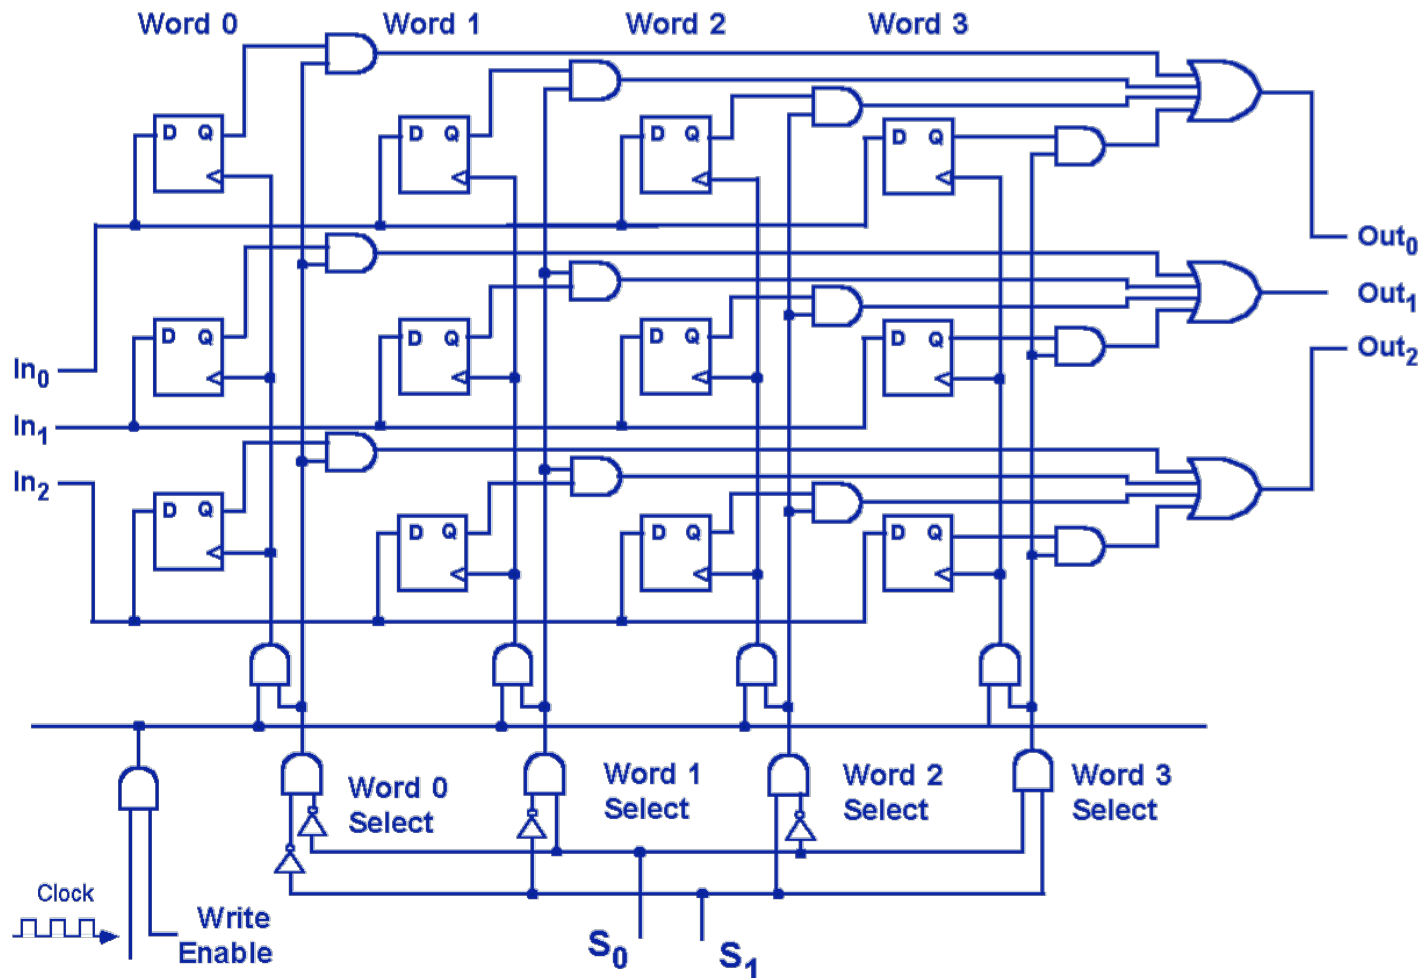 Word 0 Word 1 Word 2 Word 3
D Q D Q D Q D Q
Out₀
D Q D Q D Q D Q
Out₁
Out₂
In₀
In₁
In₂
D Q D Q D Q D Q
Word 0 Word 1 Word 2 Word 3
Select Select Select Select
Clock
Write
Enable
S₀ S₁